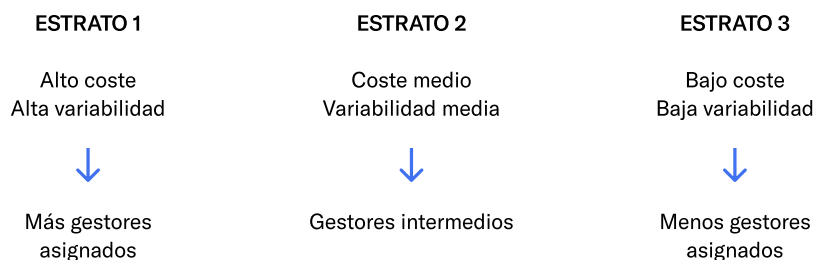 ESTRATO 1
Alto coste
Alta variabilidad
Más gestores
asignados
ESTRATO 2
Coste medio
Variabilidad media
Gestores intermedios
ESTRATO 3
Bajo coste
Baja variabilidad
Menos gestores
asignados